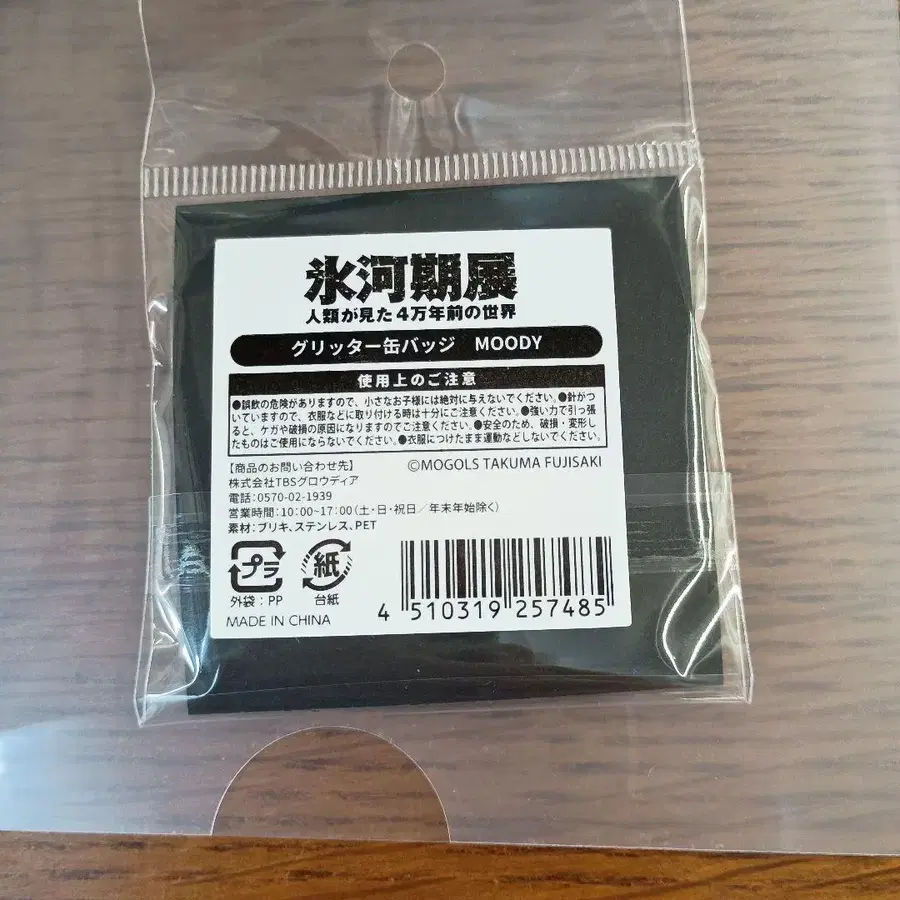 氷河期展
人類が見た4万年前の世界
グリッター缶バッジ MOODY
使用上のご注意
●誤飲の危険がありますので、小さなお子様には絶対に与えないでください。●針がつ
いていますので、衣服などに取り付ける時は十分にご注意ください。●強い力で引っ張
ると、ケガや破損の原因になりますのでご注意ください。●安全のため、破損・変形し
たものはご使用にならないでください。●衣服につけたまま運動などしないでください。
【商品のお問い合わせ先】
©MOGOLS TAKUMA FUJISAKI
株式会社TBSグロウディア
電話:0570-02-1939
営業時間:10:00~17:00(土・日・祝日/年末年始除く)
素材:ブリキ、ステンレス、PET
プラ
紙
外袋:PP
台紙
MADE IN CHINA
4 510319 257485